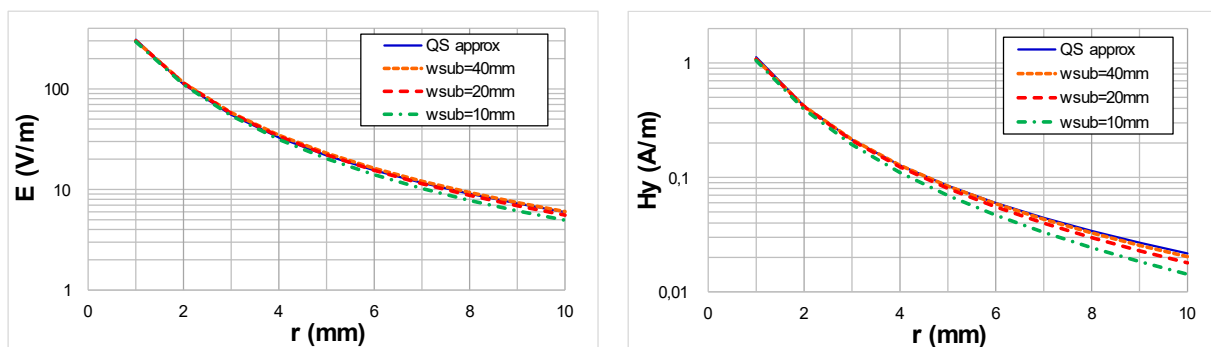 E (V/m)
100
10
1
0
2
4
6
8
10
r (mm)
QS approx
wsub=40mm
wsub=20mm
wsub=10mm
Hy (A/m)
1
0,1
0,01
0
2
4
6
8
10
r (mm)
QS approx
wsub=40mm
wsub=20mm
wsub=10mm